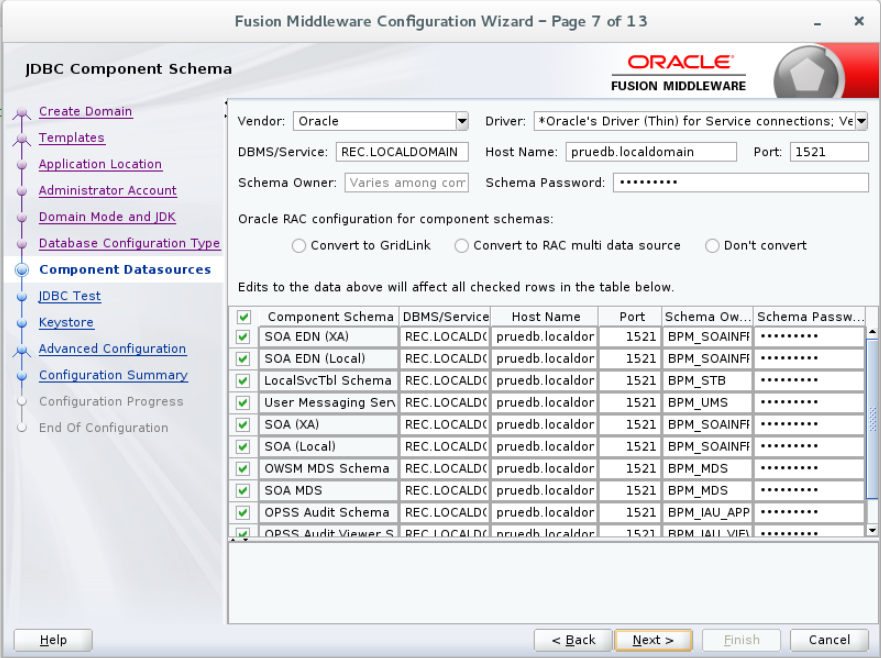 Fusion Middleware Configuration Wizard - Page 7 of 13
JDBC Component Schema
ORACLE
FUSION MIDDLEWARE
Create Domain
Templates
Application Location
Administrator Account
Domain Mode and JDK
Database Configuration Type
Component Datasources
JDBC Test
Keystore
Advanced Configuration
Configuration Summary
Configuration Progress
End Of Configuration
Vendor: Oracle Driver: *Oracle's Driver (Thin) for Service connections; Ve
DBMS/Service: REC.LOCALDOMAIN Host Name: pruedb.localdomain Port: 1521
Schema Owner: Varies among com Schema Password: •••••••••
Oracle RAC configuration for component schemas:
Convert to GridLink Convert to RAC multi data source Don't convert
Edits to the data above will affect all checked rows in the table below.
Component Schema DBMS/Service Host Name Port Schema Ow... Schema Passw...
SOA EDN (XA) REC.LOCALDO pruedb.localdor 1521 BPM_SOAINFR •••••••••
SOA EDN (Local) REC.LOCALDO pruedb.localdor 1521 BPM_SOAINFR •••••••••
LocalSvcTbl Schema REC.LOCALDO pruedb.localdor 1521 BPM_STB •••••••••
User Messaging Serv REC.LOCALDO pruedb.localdor 1521 BPM_UMS •••••••••
SOA (XA) REC.LOCALDO pruedb.localdor 1521 BPM_SOAINFR •••••••••
SOA (Local) REC.LOCALDO pruedb.localdor 1521 BPM_SOAINFR •••••••••
OWSM MDS Schema REC.LOCALDO pruedb.localdor 1521 BPM_MDS •••••••••
SOA MDS REC.LOCALDO pruedb.localdor 1521 BPM_MDS •••••••••
OPSS Audit Schema REC.LOCALDO pruedb.localdor 1521 BPM_IAU_APP •••••••••
OPSS Audit Viewer S REC.LOCALDO pruedb.localdor 1521 BPM_IAU_VIEW •••••••••
Help < Back Next > Finish Cancel